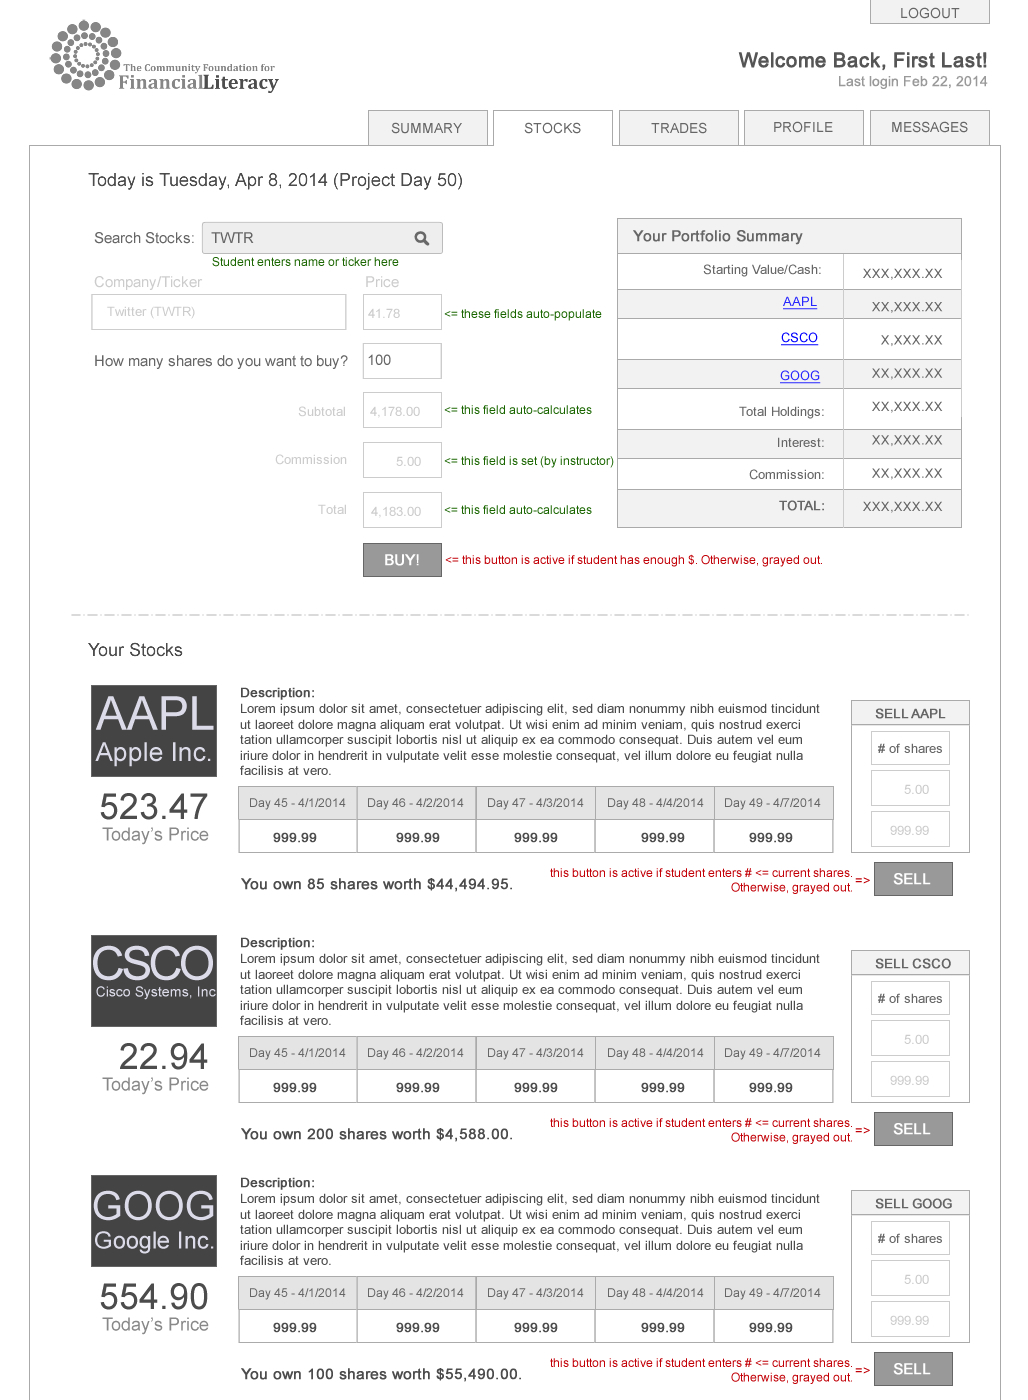 LOGOUT
The Community Foundation for
FinancialLiteracy
Welcome Back, First Last!
Last login Feb 22, 2014
SUMMARY
STOCKS
TRADES
PROFILE
MESSAGES
Today is Tuesday, Apr 8, 2014 (Project Day 50)
Search Stocks: TWTR
Student enters name or ticker here
Company/Ticker Price
Twitter (TWTR) 41.78 <= these fields auto-populate
How many shares do you want to buy? 100
Subtotal 4,178.00 <= this field auto-calculates
Commission 5.00 <= this field is set (by instructor)
Total 4,183.00 <= this field auto-calculates
BUY! <= this button is active if student has enough $. Otherwise, grayed out.
Your Portfolio Summary
Starting Value/Cash: XXX,XXX.XX
AAPL XX,XXX.XX
CSCO X,XXX.XX
GOOG XX,XXX.XX
Total Holdings: XX,XXX.XX
Interest: XX,XXX.XX
Commission: XX,XXX.XX
TOTAL: XXX,XXX.XX
Your Stocks
AAPL
Apple Inc.
523.47
Today's Price
Description:
Lorem ipsum dolor sit amet, consectetuer adipiscing elit, sed diam nonummy nibh euismod tincidunt
ut laoreet dolore magna aliquam erat volutpat. Ut wisi enim ad minim veniam, quis nostrud exerci
tation ullamcorper suscipit lobortis nisl ut aliquip ex ea commodo consequat. Duis autem vel eum
iriure dolor in hendrerit in vulputate velit esse molestie consequat, vel illum dolore eu feugiat nulla
facilisis at vero.
Day 45 - 4/1/2014 Day 46 - 4/2/2014 Day 47 - 4/3/2014 Day 48 - 4/4/2014 Day 49 - 4/7/2014
999.99 999.99 999.99 999.99 999.99
You own 85 shares worth $44,494.95.
SELL AAPL
# of shares
5.00
999.99
this button is active if student enters # <= current shares.
Otherwise, grayed out. =>
SELL
CSCO
Cisco Systems, Inc
22.94
Today's Price
Description:
Lorem ipsum dolor sit amet, consectetuer adipiscing elit, sed diam nonummy nibh euismod tincidunt
ut laoreet dolore magna aliquam erat volutpat. Ut wisi enim ad minim veniam, quis nostrud exerci
tation ullamcorper suscipit lobortis nisl ut aliquip ex ea commodo consequat. Duis autem vel eum
iriure dolor in hendrerit in vulputate velit esse molestie consequat, vel illum dolore eu feugiat nulla
facilisis at vero.
Day 45 - 4/1/2014 Day 46 - 4/2/2014 Day 47 - 4/3/2014 Day 48 - 4/4/2014 Day 49 - 4/7/2014
999.99 999.99 999.99 999.99 999.99
You own 200 shares worth $4,588.00.
SELL CSCO
# of shares
5.00
999.99
this button is active if student enters # <= current shares.
Otherwise, grayed out. =>
SELL
GOOG
Google Inc.
554.90
Today's Price
Description:
Lorem ipsum dolor sit amet, consectetuer adipiscing elit, sed diam nonummy nibh euismod tincidunt
ut laoreet dolore magna aliquam erat volutpat. Ut wisi enim ad minim veniam, quis nostrud exerci
tation ullamcorper suscipit lobortis nisl ut aliquip ex ea commodo consequat. Duis autem vel eum
iriure dolor in hendrerit in vulputate velit esse molestie consequat, vel illum dolore eu feugiat nulla
facilisis at vero.
Day 45 - 4/1/2014 Day 46 - 4/2/2014 Day 47 - 4/3/2014 Day 48 - 4/4/2014 Day 49 - 4/7/2014
999.99 999.99 999.99 999.99 999.99
You own 100 shares worth $55,490.00.
SELL GOOG
# of shares
5.00
999.99
this button is active if student enters # <= current shares.
Otherwise, grayed out. =>
SELL